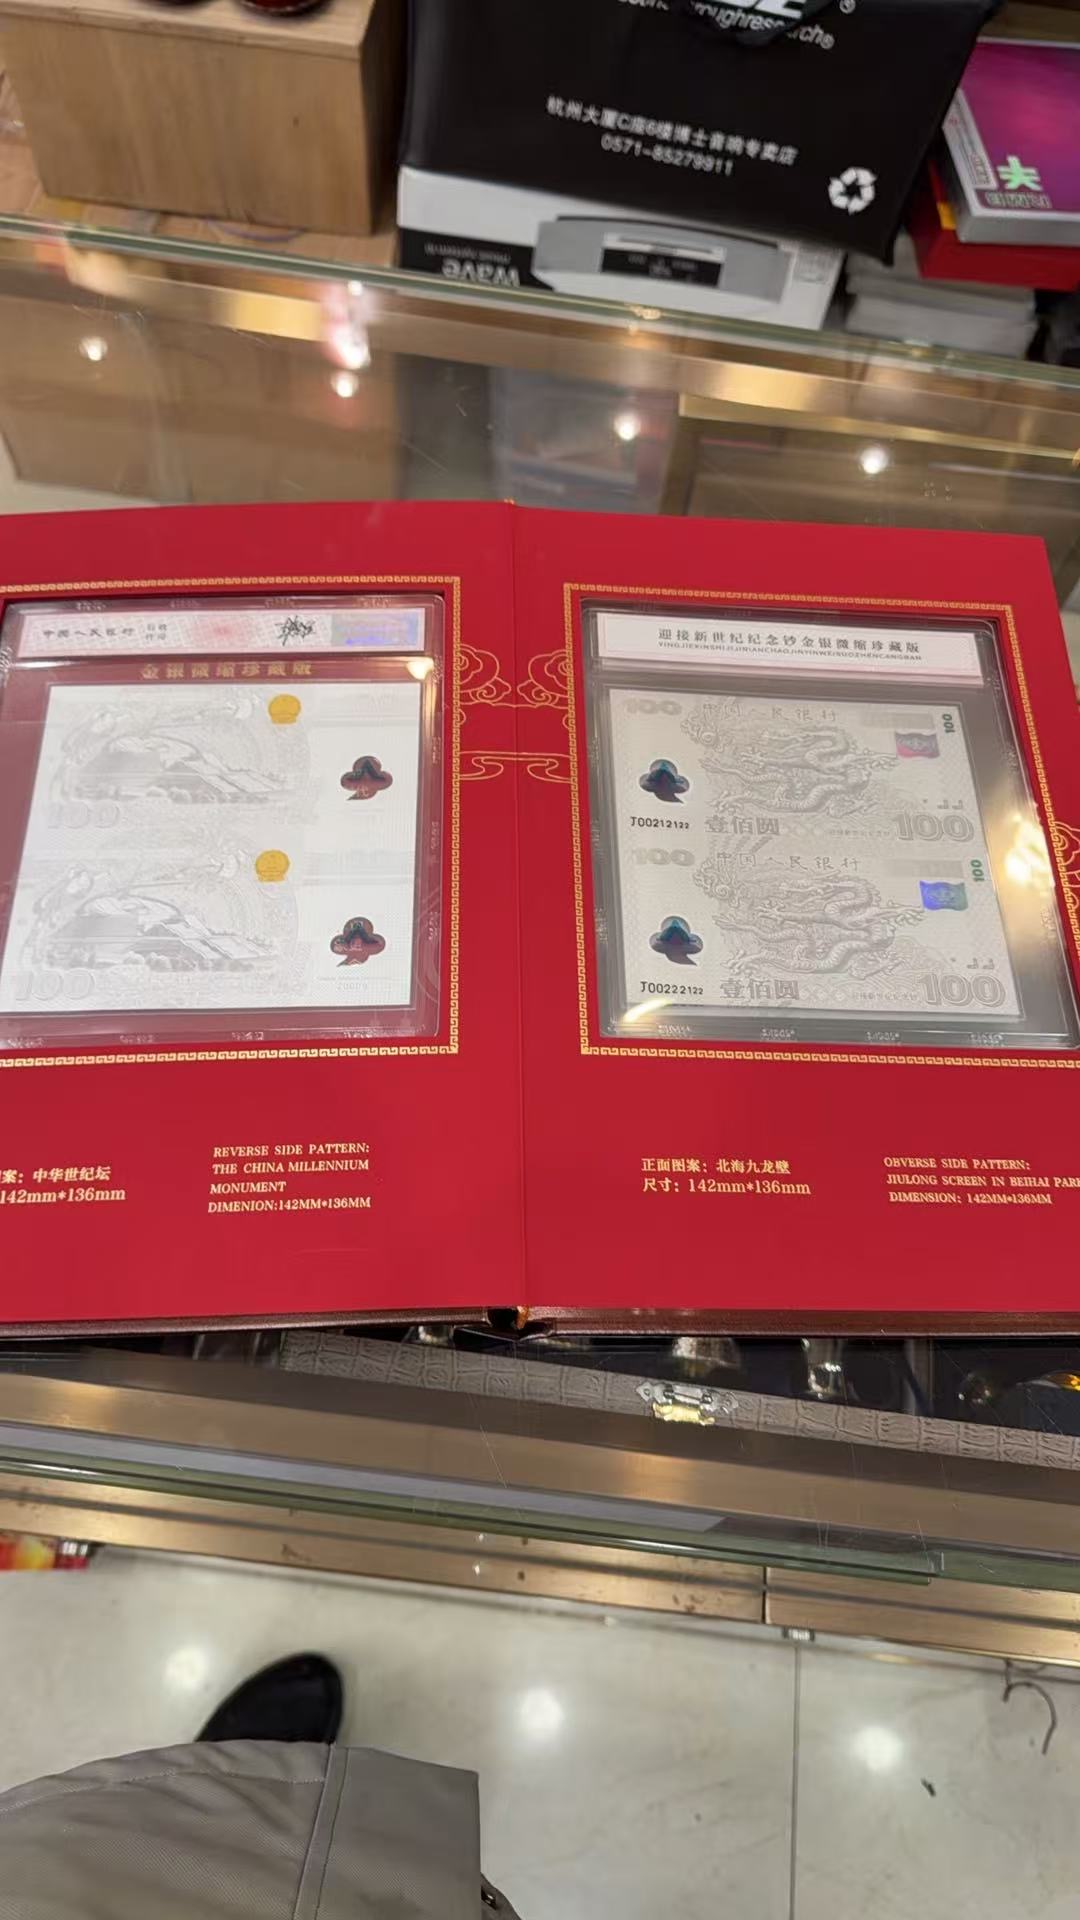 杭州大厦C座6楼博士音响专卖店
0571-85279911
wave
music system III
中国人民银行
金银微缩珍藏版
100
100
案：中华世纪坛
142mm*136mm
REVERSE SIDE PATTERN:
THE CHINA MILLENNIUM
MONUMENT
DIMENION:142MM*136MM
迎接新世纪纪念钞金银微缩珍藏版
YINGJIEXINSHIJIJINIANCHAOJINYINWEISUOZHENCANGBAN
100 中国人民银行
100
J00212122
壹佰圆
100
100 中国人民银行
100
J00222122
壹佰圆
100
正面图案：北海九龙壁
尺寸：142mm*136mm
OBVERSE SIDE PATTERN:
JIULONG SCREEN IN BEIHAI PARK
DIMENSION: 142MM*136MM